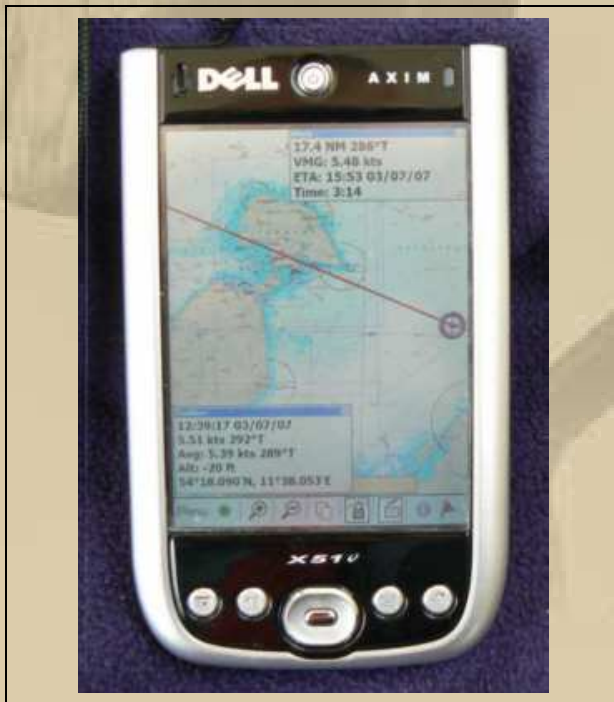 DELL AXIM
17.4 NM 286°T
VMG: 5.48 kts
ETA: 15:53 03/07/07
Time: 3:14
12:39:17 03/07/07
5.51 kts 292°T
Avg: 5.39 kts 289°T
Alt: -20 ft
54°18.090'N, 11°38.053'E
Menu
X51v